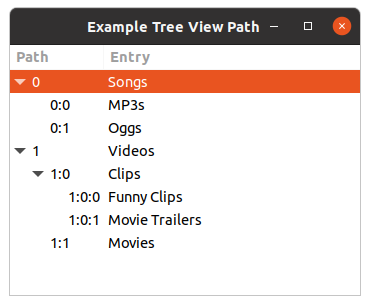 Example Tree View Path
Path Entry
0 Songs
0:0 MP3s
0:1 Oggs
1 Videos
1:0 Clips
1:0:0 Funny Clips
1:0:1 Movie Trailers
1:1 Movies